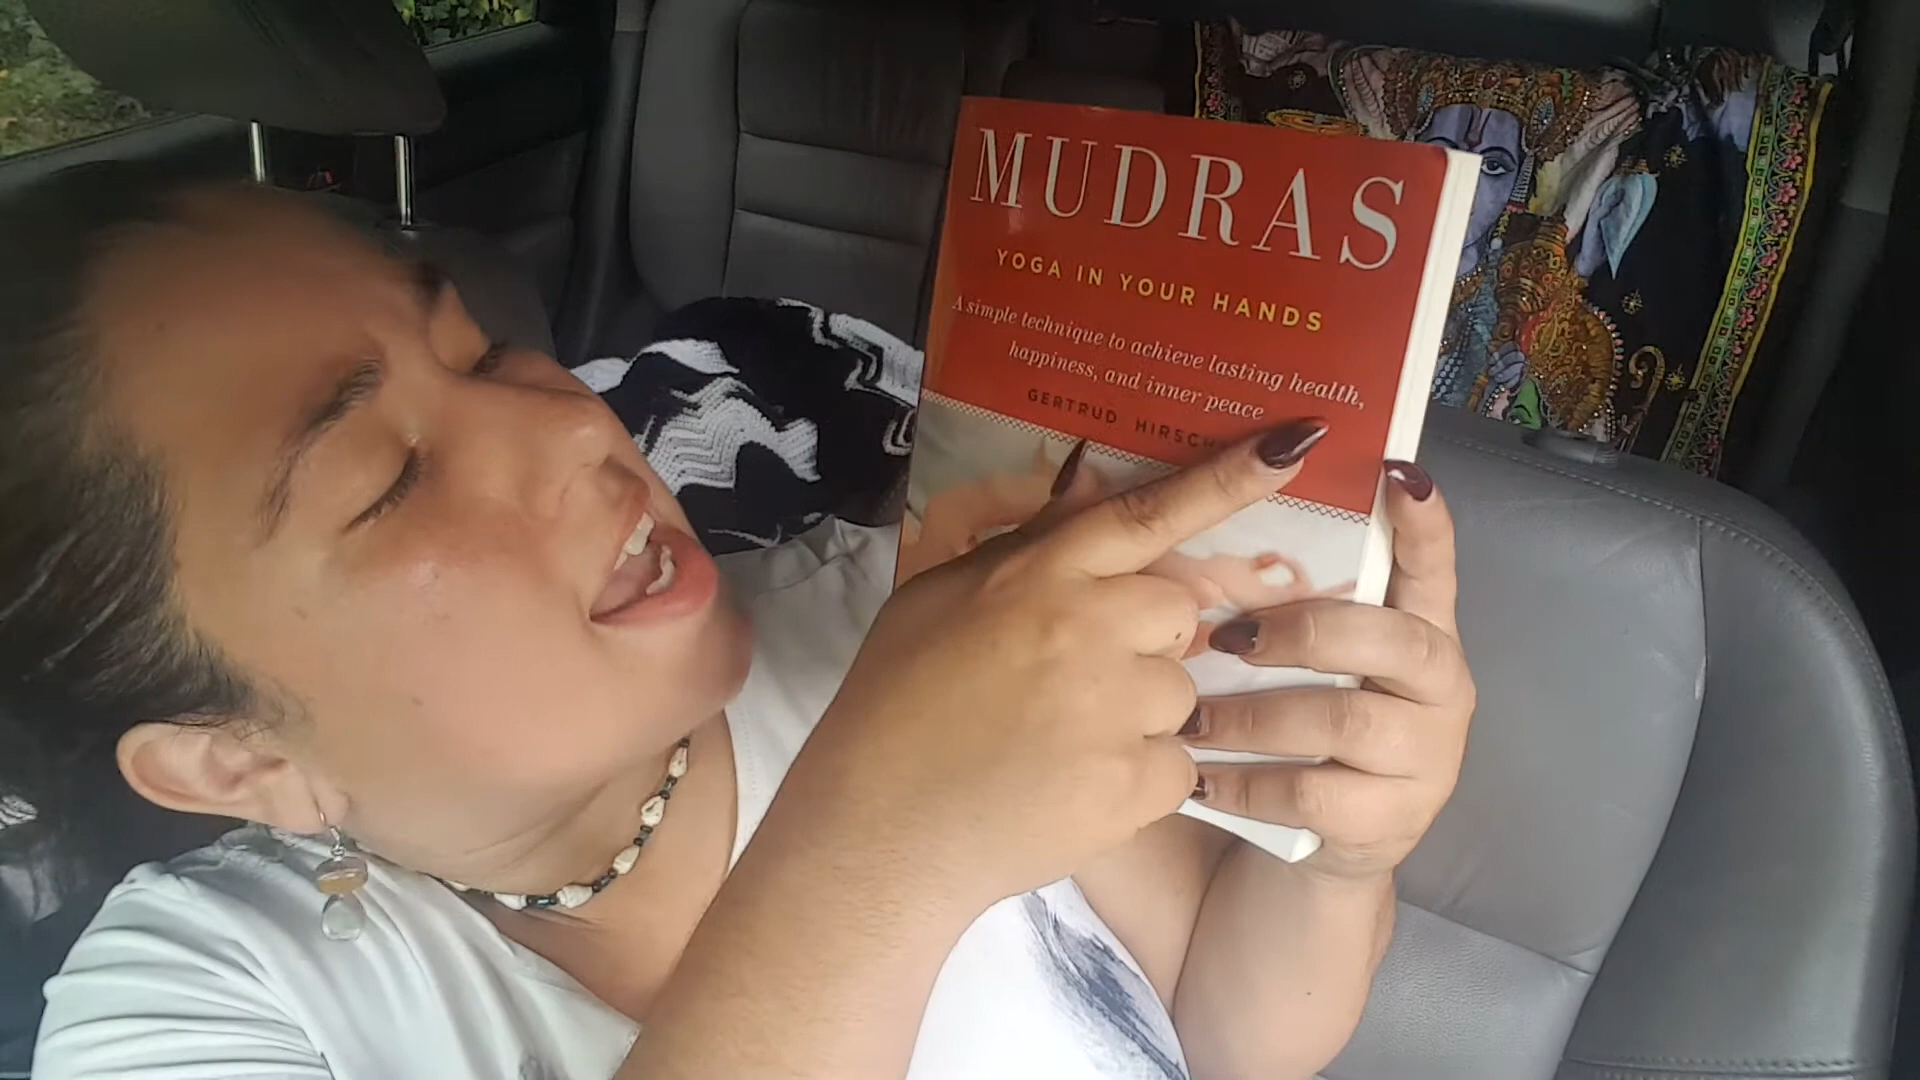 MUDRAS
YOGA IN YOUR HANDS
A simple technique to achieve lasting health,
happiness, and inner peace
GERTRUD